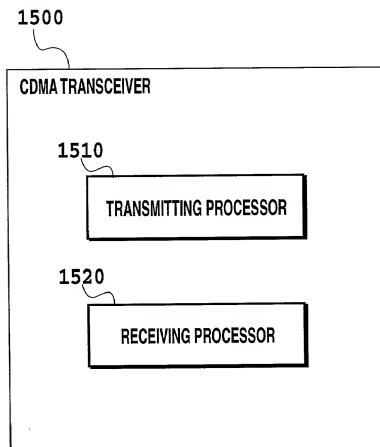 1500
CDMA TRANSCEIVER
1510
TRANSMITTING PROCESSOR
1520
RECEIVING PROCESSOR